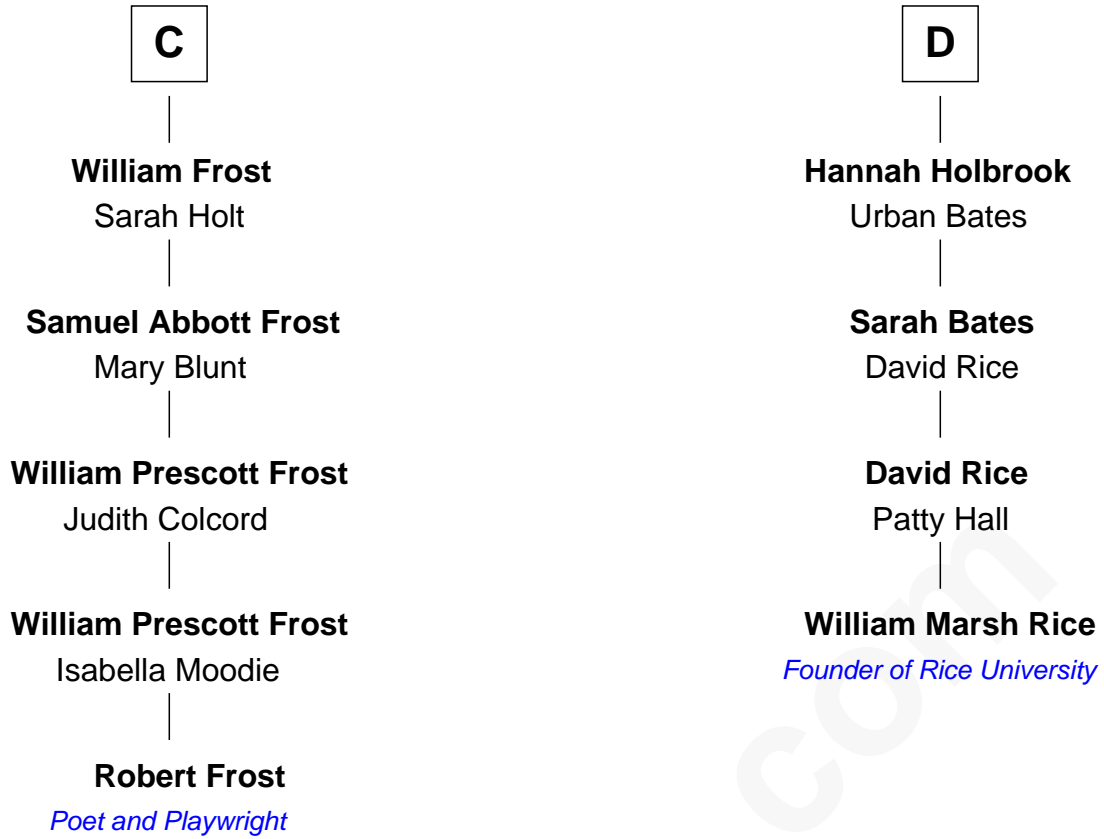 C
William Frost
Sarah Holt
Samuel Abbott Frost
Mary Blunt
William Prescott Frost
Judith Colcord
William Prescott Frost
Isabella Moodie
Robert Frost
Poet and Playwright
D
Hannah Holbrook
Urban Bates
Sarah Bates
David Rice
David Rice
Patty Hall
William Marsh Rice
Founder of Rice University
com